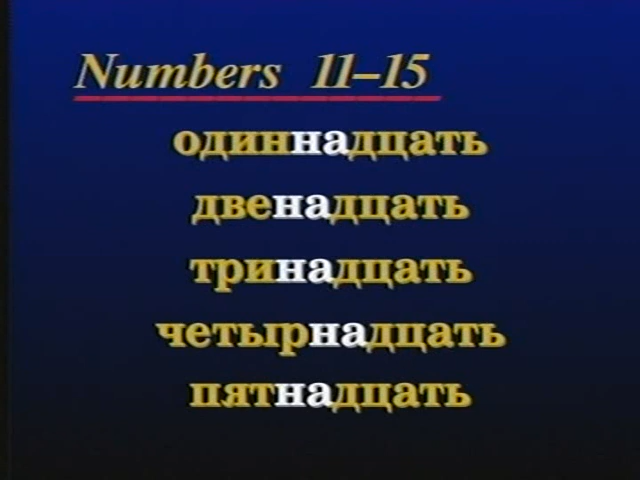 Numbers 11–15
одиннадцать
двенадцать
тринадцать
четырнадцать
пятнадцать